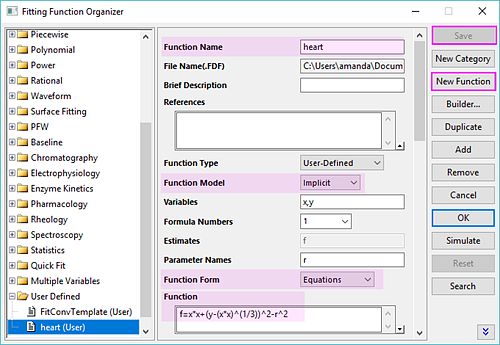 Fitting Function Organizer
Piecewise
Polynomial
Power
Rational
Waveform
Surface Fitting
PFW
Baseline
Chromatography
Electrophysiology
Enzyme Kinetics
Pharmacology
Rheology
Spectroscopy
Statistics
Quick Fit
Multiple Variables
User Defined
FitConvTemplate (User)
heart (User)
Function Name heart
File Name(.FDF) C:\Users\amanda\Docum
Brief Description
References
Function Type User-Defined
Function Model Implicit
Variables x,y
Formula Numbers 1
Estimates f
Parameter Names r
Function Form Equations
Function
f=x*x+(y-(x*x)^(1/3))^2-r^2
Save
New Category
New Function
Builder...
Duplicate
Add
Remove
Cancel
OK
Simulate
Reset
Search